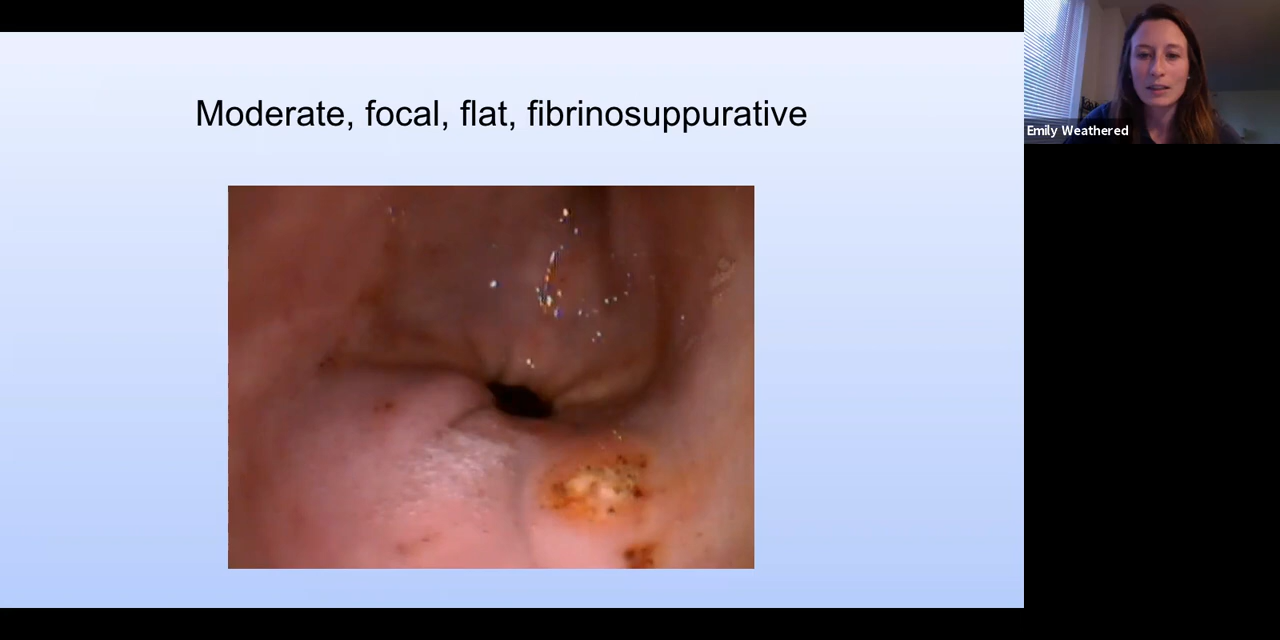 Moderate, focal, flat, fibrinosuppurative
Emily Weathered